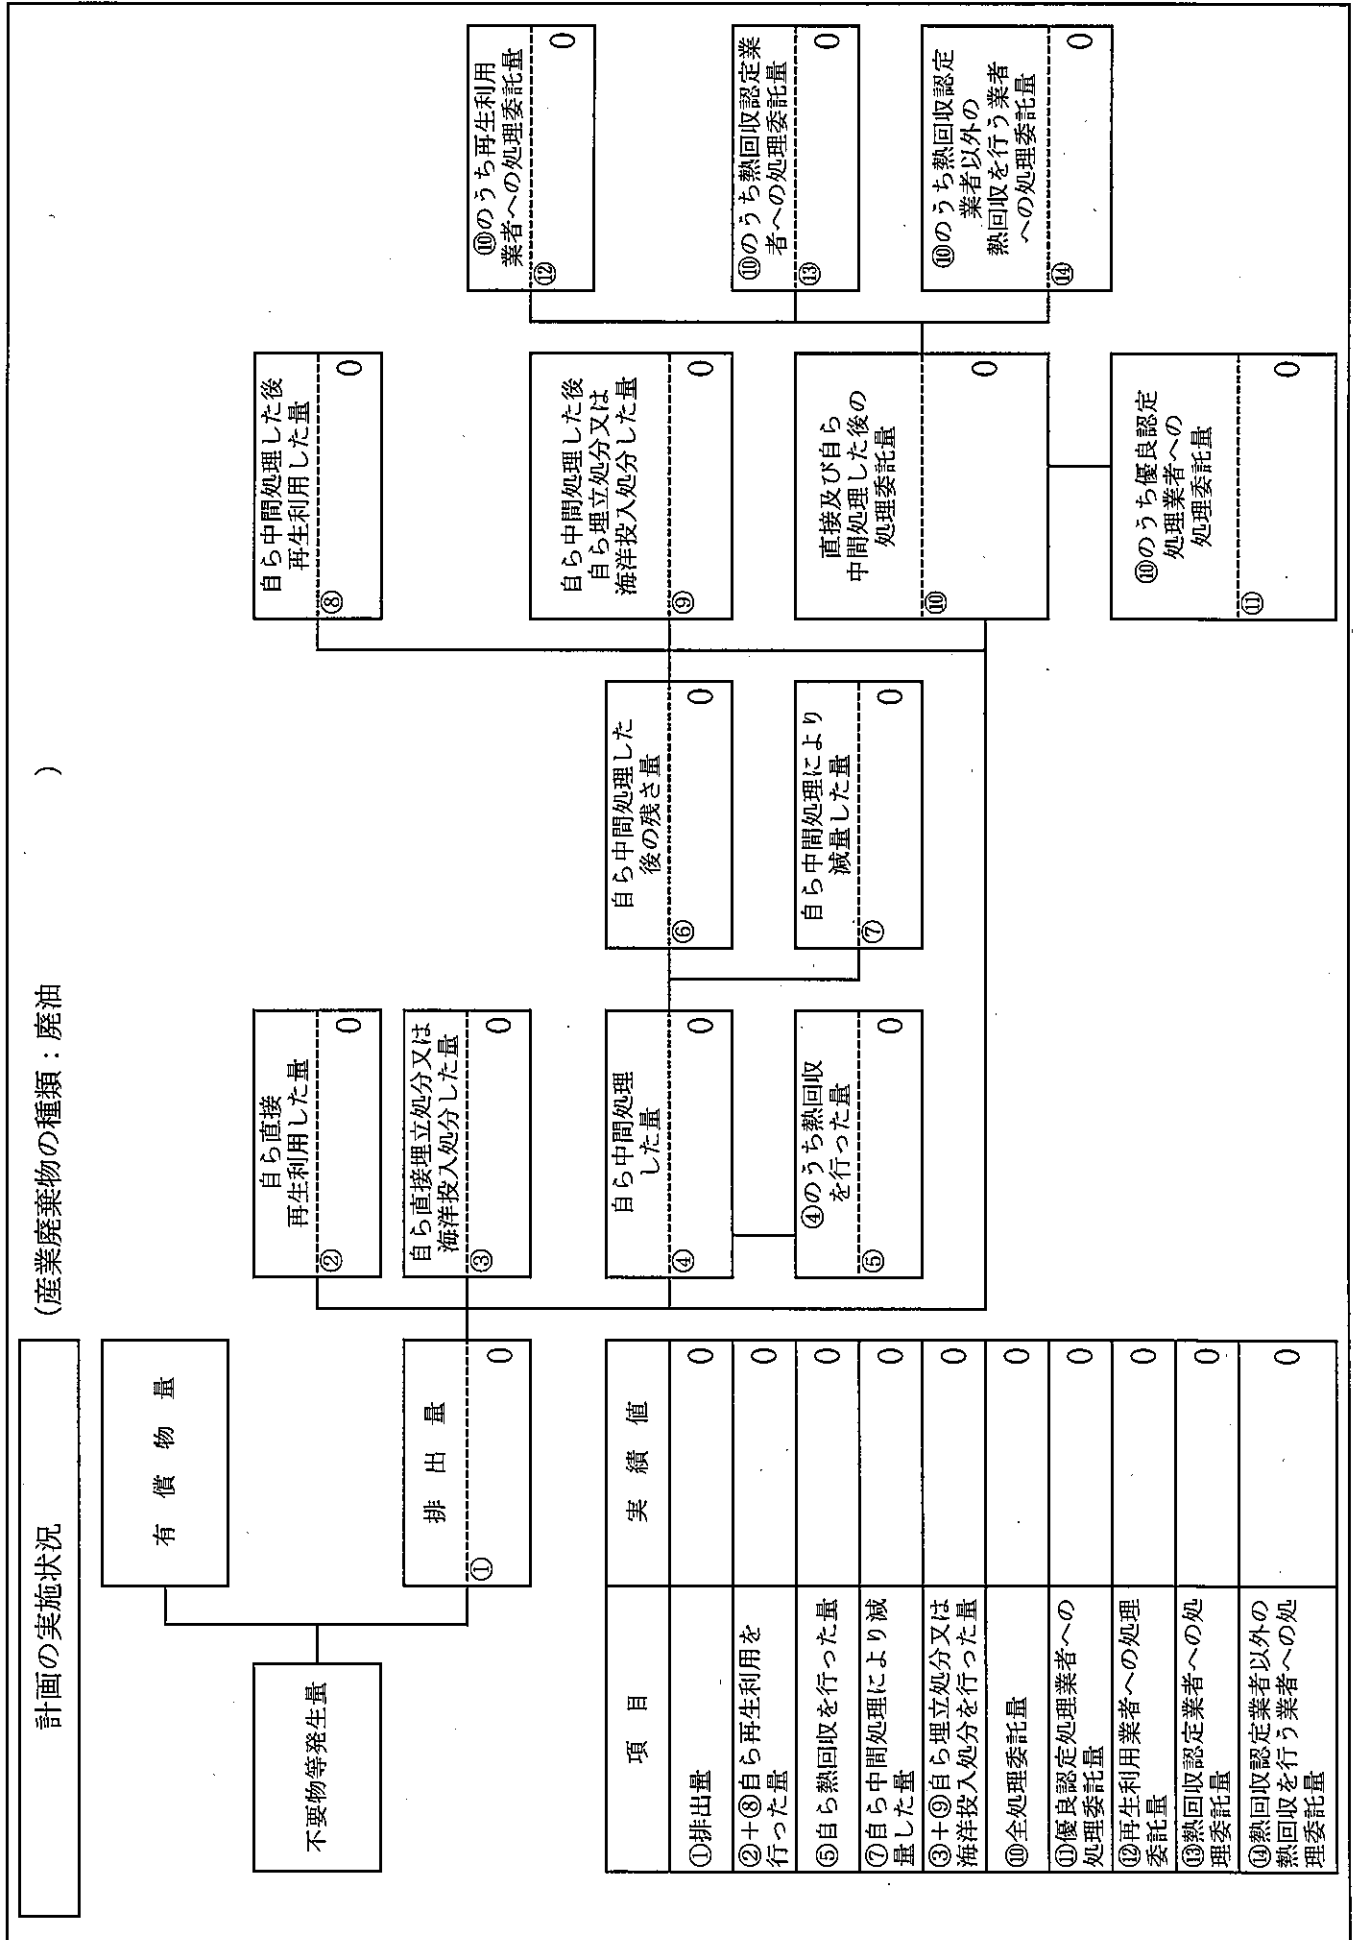 計画の実施状況
(産業廃棄物の種類：廃油　　　　　)
不要物等発生量
有 償 物 量
排 出 量
① 0
自ら直接
再生利用した量
② 0
自ら直接埋立処分又は
海洋投入処分した量
③ 0
自ら中間処理
した量
④ 0
④のうち熱回収
を行った量
⑤ 0
自ら中間処理した
後の残さ量
⑥ 0
自ら中間処理により
減量した量
⑦ 0
自ら中間処理した後
再生利用した量
⑧ 0
自ら中間処理した後
自ら埋立処分又は
海洋投入処分した量
⑨ 0
直接及び自ら
中間処理した後の
処理委託量
⑩ 0
⑩のうち優良認定
処理業者への
処理委託量
⑪ 0
⑩のうち再生利用
業者への処理委託量
⑫ 0
⑩のうち熱回収認定業
者への処理委託量
⑬ 0
⑩のうち熱回収認定
業者以外の
熱回収を行う業者
への処理委託量
⑭ 0
項 目 実 績 値
①排出量 0
②＋⑧自ら再生利用を
行った量 0
⑤自ら熱回収を行った量 0
⑦自ら中間処理により減
量した量 0
③＋⑨自ら埋立処分又は
海洋投入処分を行った量 0
⑩全処理委託量 0
⑪優良認定処理業者への
処理委託量 0
⑫再生利用業者への処理
委託量 0
⑬熱回収認定業者への処
理委託量 0
⑭熱回収認定業者以外の
熱回収を行う業者への処
理委託量 0